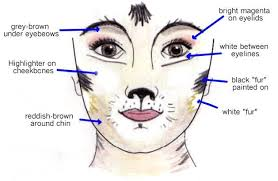 grey-brown
under eyebeows
Highlighter on
cheekbones
reddish-brown
around chin
bright magenta
on eyelids
white between
eyelines
black "fur"
painted on
white "fur"